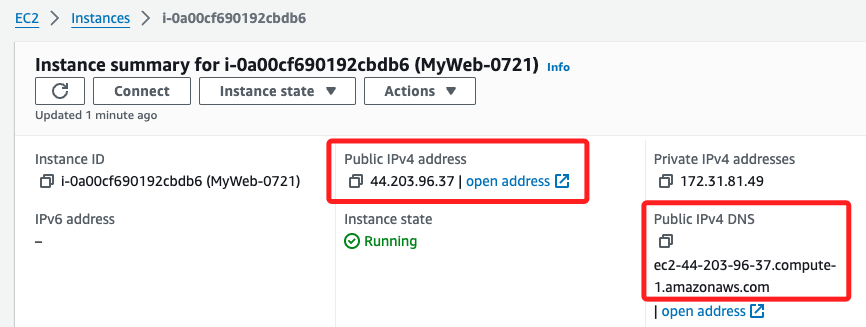 EC2 > Instances > i-0a00cf690192cbdb6
Instance summary for i-0a00cf690192cbdb6 (MyWeb-0721) Info
Connect Instance state ▼ Actions ▼
Updated 1 minute ago
Instance ID
i-0a00cf690192cbdb6 (MyWeb-0721)
Public IPv4 address
44.203.96.37 | open address
Private IPv4 addresses
172.31.81.49
IPv6 address
–
Instance state
Running
Public IPv4 DNS
ec2-44-203-96-37.compute-
1.amazonaws.com
| open address